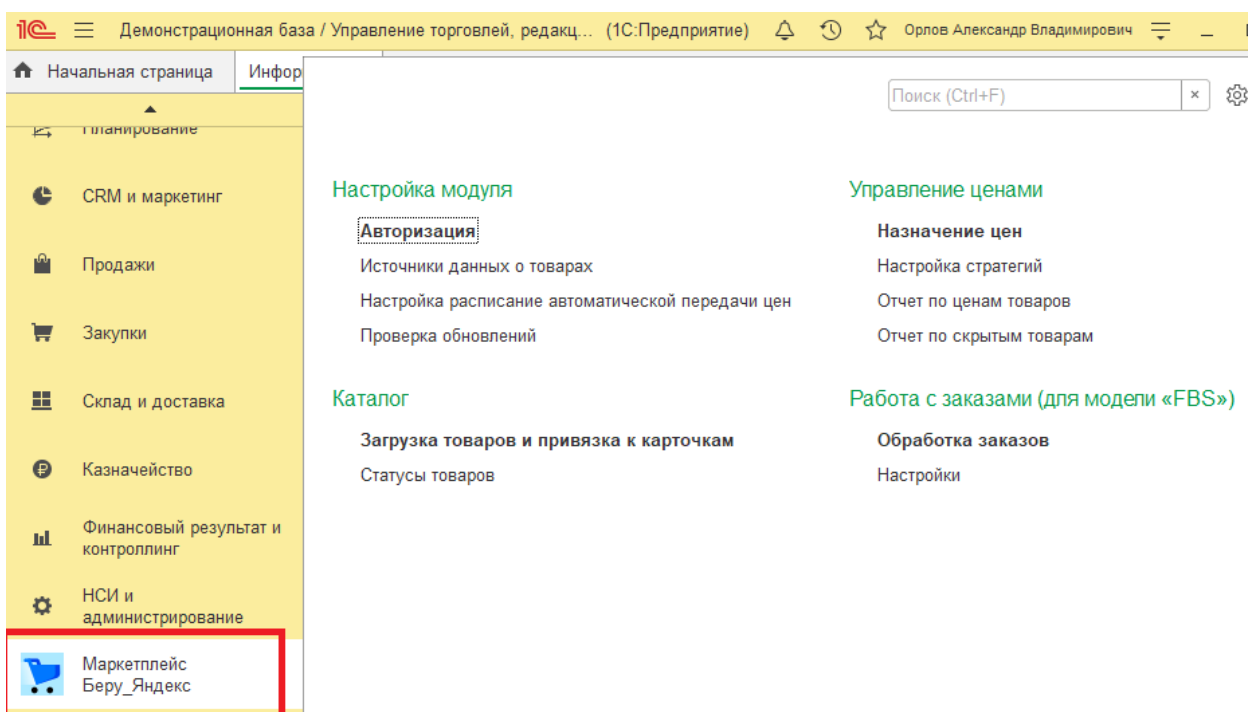 1С Демонстрационная база / Управление торговлей, редакц... (1С:Предприятие) Орлов Александр Владимирович
Начальная страница Инфор
Поиск (Ctrl+F) ×
Планирование
CRM и маркетинг
Продажи
Закупки
Склад и доставка
Казначейство
Финансовый результат и
контроллинг
НСИ и
администрирование
Маркетплейс
Беру_Яндекс
Настройка модуля
Авторизация
Источники данных о товарах
Настройка расписание автоматической передачи цен
Проверка обновлений
Каталог
Загрузка товаров и привязка к карточкам
Статусы товаров
Управление ценами
Назначение цен
Настройка стратегий
Отчет по ценам товаров
Отчет по скрытым товарам
Работа с заказами (для модели «FBS»)
Обработка заказов
Настройки